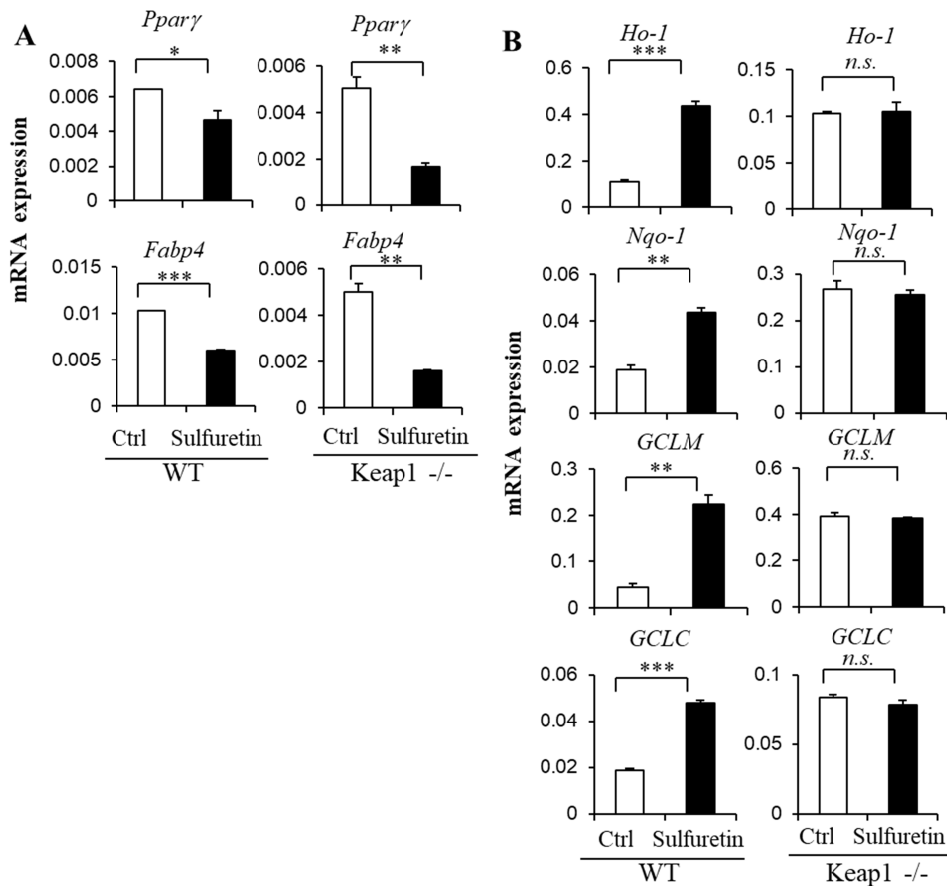 A
Pparγ
*
0.008
0.006
0.004
0.002
0
Pparγ
**
0.006
0.004
0.002
0
mRNA expression
Fabp4
***
0.015
0.01
0.005
0
Fabp4
**
0.006
0.004
0.002
0
Ctrl Sulfuretin
WT
Ctrl Sulfuretin
Keap1 -/-
B
Ho-1
***
0.6
0.4
0.2
0
Ho-1
n.s.
0.15
0.1
0.05
0
Nqo-1
**
0.06
0.04
0.02
0
Nqo-1
n.s.
0.3
0.2
0.1
0
mRNA expression
GCLM
**
0.3
0.2
0.1
0
GCLM
n.s.
0.6
0.4
0.2
0
GCLC
***
0.06
0.04
0.02
0
GCLC
n.s.
0.1
0.05
0
Ctrl Sulfuretin
WT
Ctrl Sulfuretin
Keap1 -/-